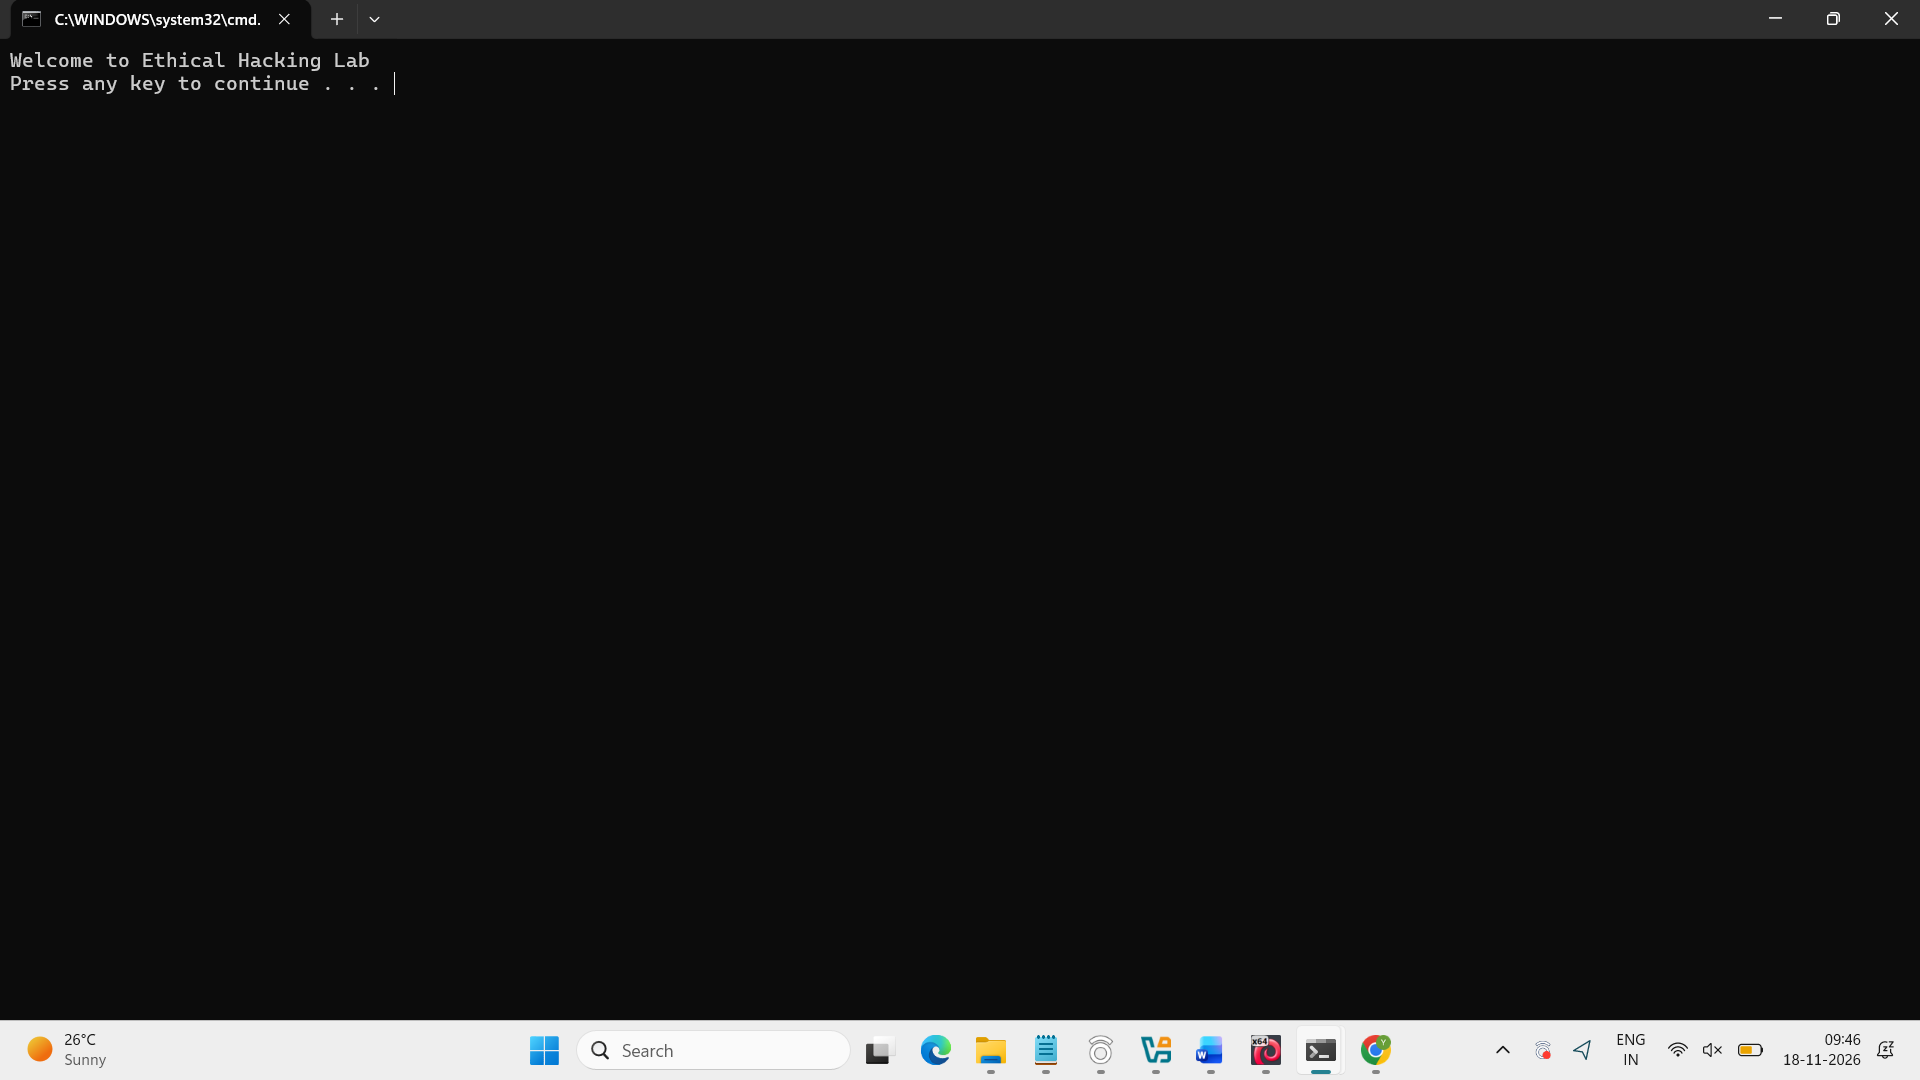 C:\WINDOWS\system32\cmd.
Welcome to Ethical Hacking Lab
Press any key to continue . . .
26°C
Sunny
Search
W
x64
Y
ENG
IN
09:46
18-11-2026